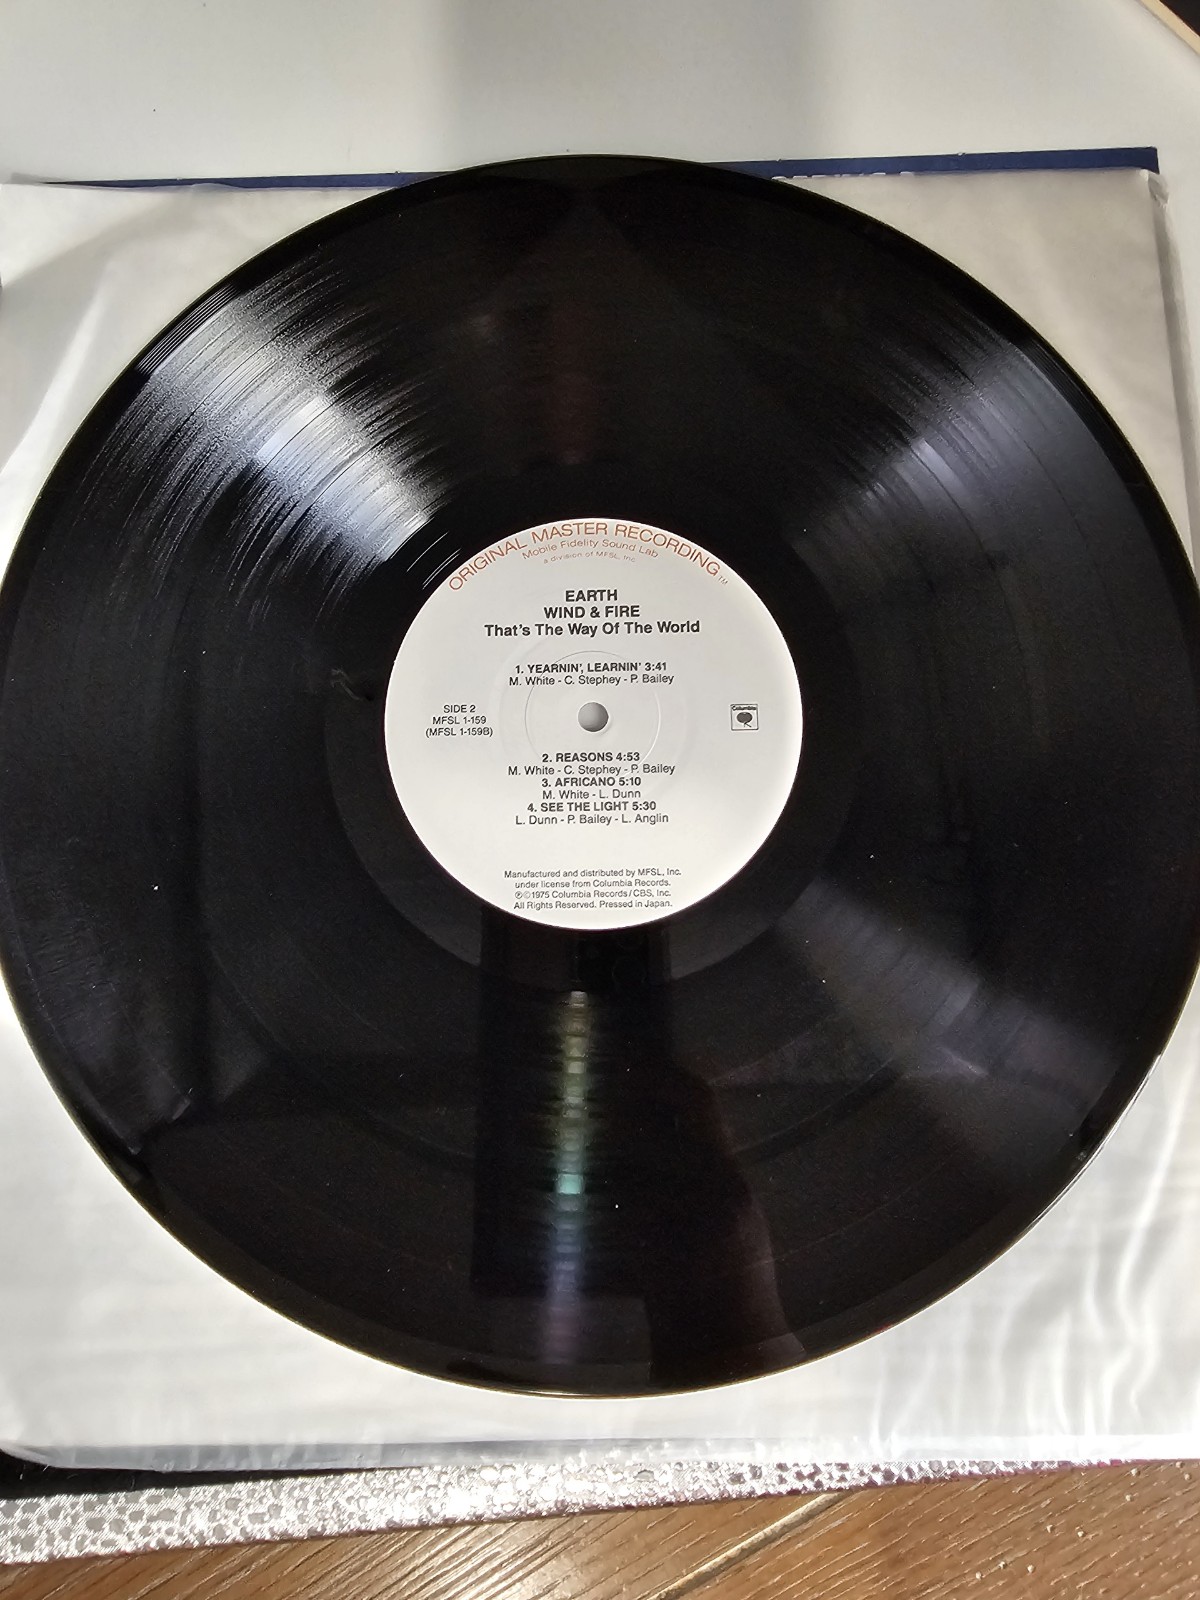 ORIGINAL MASTER RECORDING™
Mobile Fidelity Sound Lab
a division of MFSL, Inc.
EARTH
WIND & FIRE
That's The Way Of The World
1. YEARNIN', LEARNIN' 3:41
M. White - C. Stephey - P. Bailey
SIDE 2
MFSL 1-159
(MFSL 1-159B)
Columbia
2. REASONS 4:53
M. White - C. Stephey - P. Bailey
3. AFRICANO 5:10
M. White - L. Dunn
4. SEE THE LIGHT 5:30
L. Dunn - P. Bailey - L. Anglin
Manufactured and distributed by MFSL, Inc.
under license from Columbia Records.
℗©1975 Columbia Records/CBS, Inc.
All Rights Reserved. Pressed in Japan.